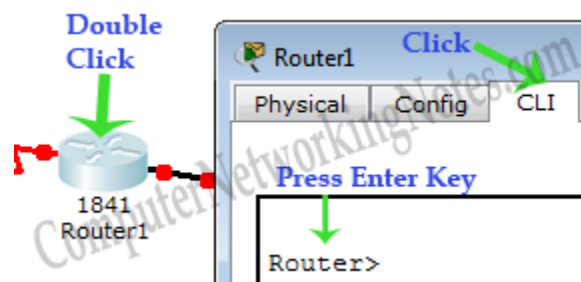 Double
Click
1841
Router1
Router1
Click
Physical
Config
CLI
Press Enter Key
Router>
ComputerNetworkingNotes.com